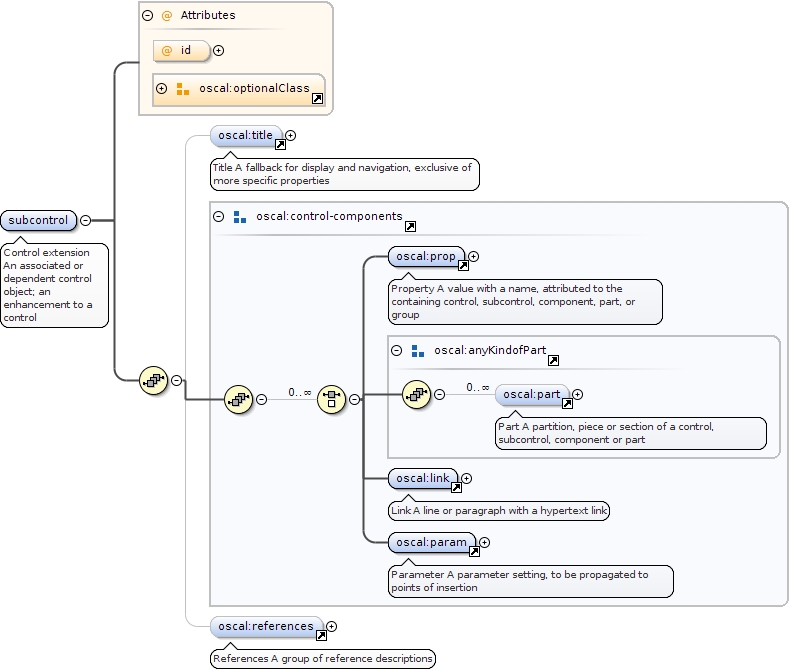 Attributes
@ id
oscal:optionalClass
oscal:title
Title A fallback for display and navigation, exclusive of
more specific properties
subcontrol
Control extension
An associated or
dependent control
object; an
enhancement to a
control
oscal:control-components
oscal:prop
Property A value with a name, attributed to the
containing control, subcontrol, component, part, or
group
oscal:anyKindofPart
0..∞
0..∞
oscal:part
Part A partition, piece or section of a control,
subcontrol, component or part
oscal:link
Link A line or paragraph with a hypertext link
oscal:param
Parameter A parameter setting, to be propagated to
points of insertion
oscal:references
References A group of reference descriptions